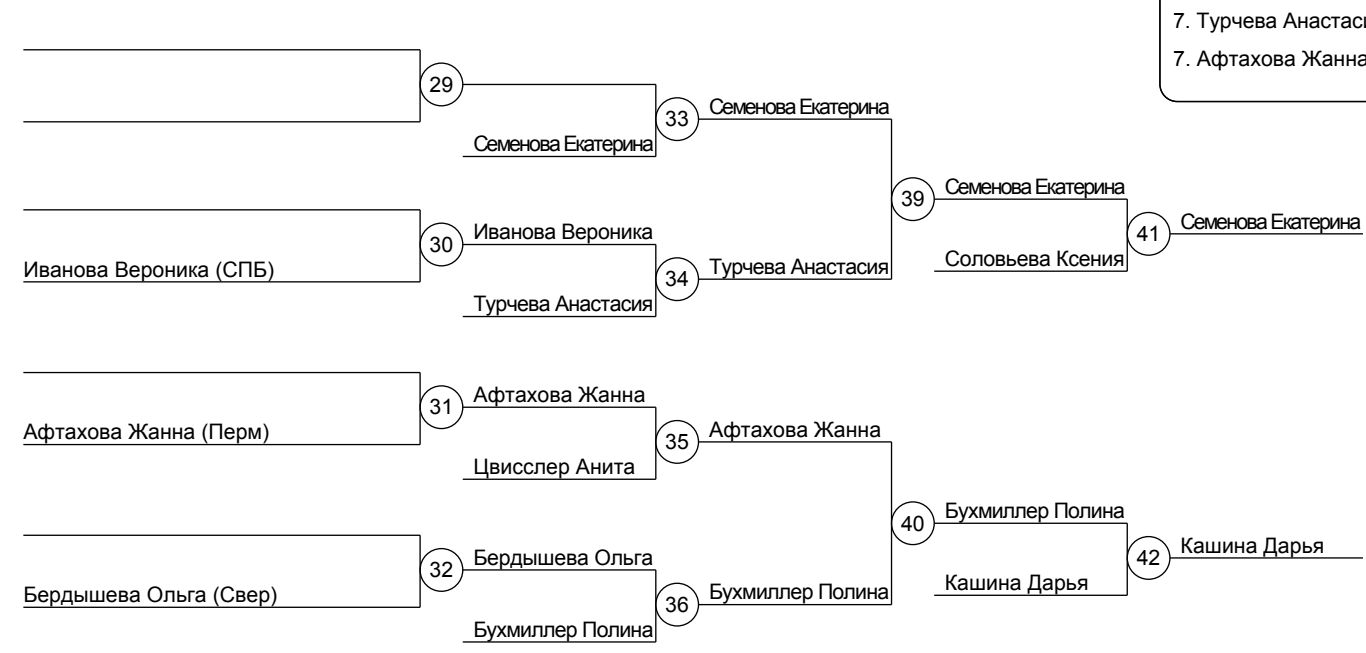 7. Турчева Анастаси
7. Афтахова Жанна
29
Семенова Екатерина
33
Семенова Екатерина
39
Семенова Екатерина
Соловьева Ксения
41
Семенова Екатерина
Иванова Вероника (СПБ)
30
Иванова Вероника
Турчева Анастасия
34
Турчева Анастасия
Афтахова Жанна (Перм)
31
Афтахова Жанна
Цвисслер Анита
35
Афтахова Жанна
40
Бухмиллер Полина
Кашина Дарья
42
Кашина Дарья
Бердышева Ольга (Свер)
32
Бердышева Ольга
Бухмиллер Полина
36
Бухмиллер Полина